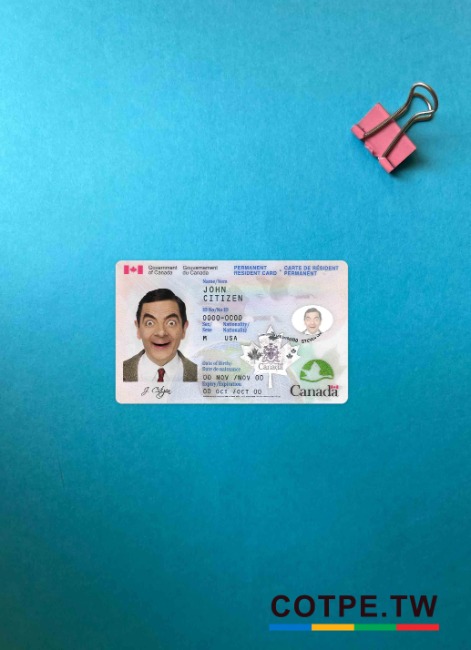 Government of Canada
Gouvernement du Canada
PERMANENT RESIDENT CARD
CARTE DE RÉSIDENT PERMANENT
Name/Nom
JOHN
CITIZEN
ID No/No ID
0000-0000
Sex/ Sexe
Nationality/ Nationalité
M USA
Date of Birth/
Date de naissance
00 NOV /NOV 00
Expiry/Expiration
00 OCT /OCT 00
J. Citizen
Canada
Canada
COTPE.TW